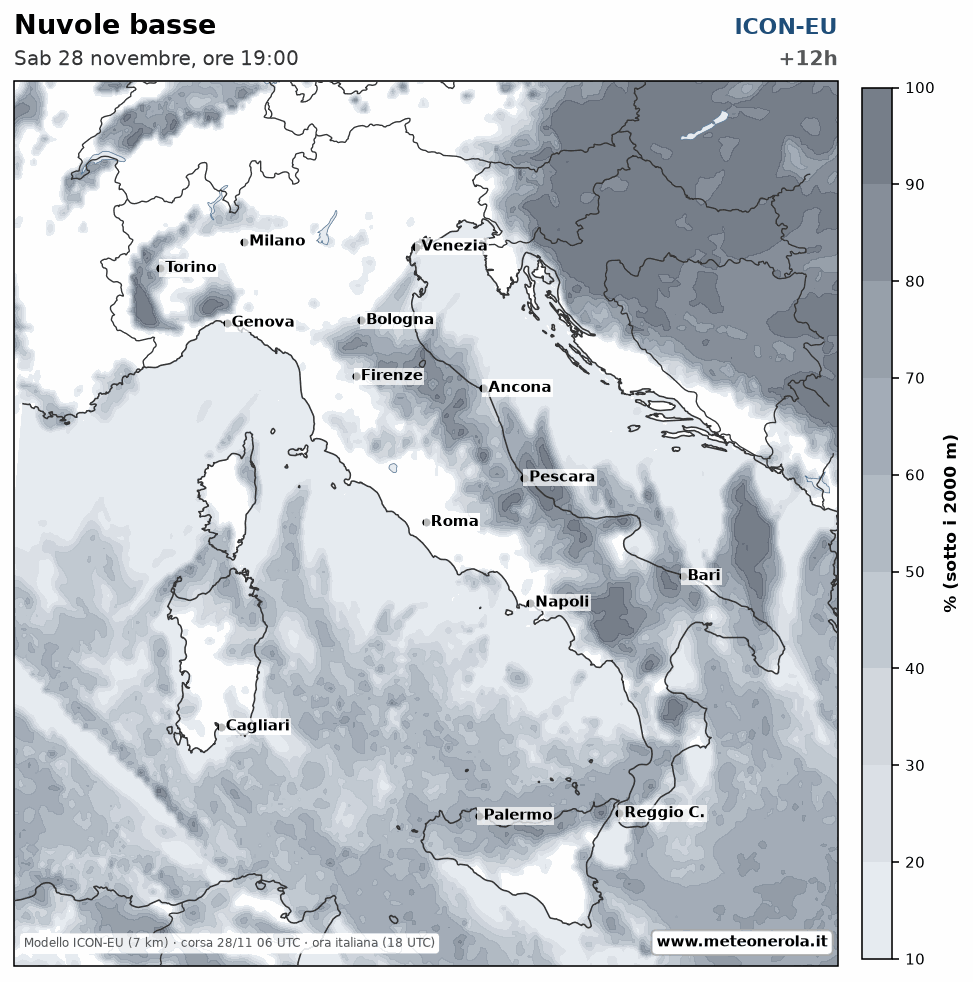 Nuvole basse
ICON-EU
Sab 28 novembre, ore 19:00
+12h
Milano
Venezia
Torino
Genova
Bologna
Firenze
Ancona
Pescara
Roma
Bari
Napoli
Cagliari
Palermo
Reggio C.
100
90
80
70
60
50
40
30
20
10
% (sotto i 2000 m)
Modello ICON-EU (7 km) · corsa 28/11 06 UTC · ora italiana (18 UTC)
www.meteonerola.it